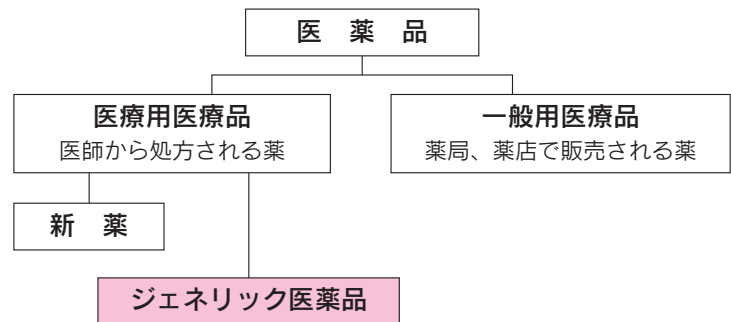 医 薬 品
医療用医療品
医師から処方される薬
一般用医療品
薬局、薬店で販売される薬
新 薬
ジェネリック医薬品